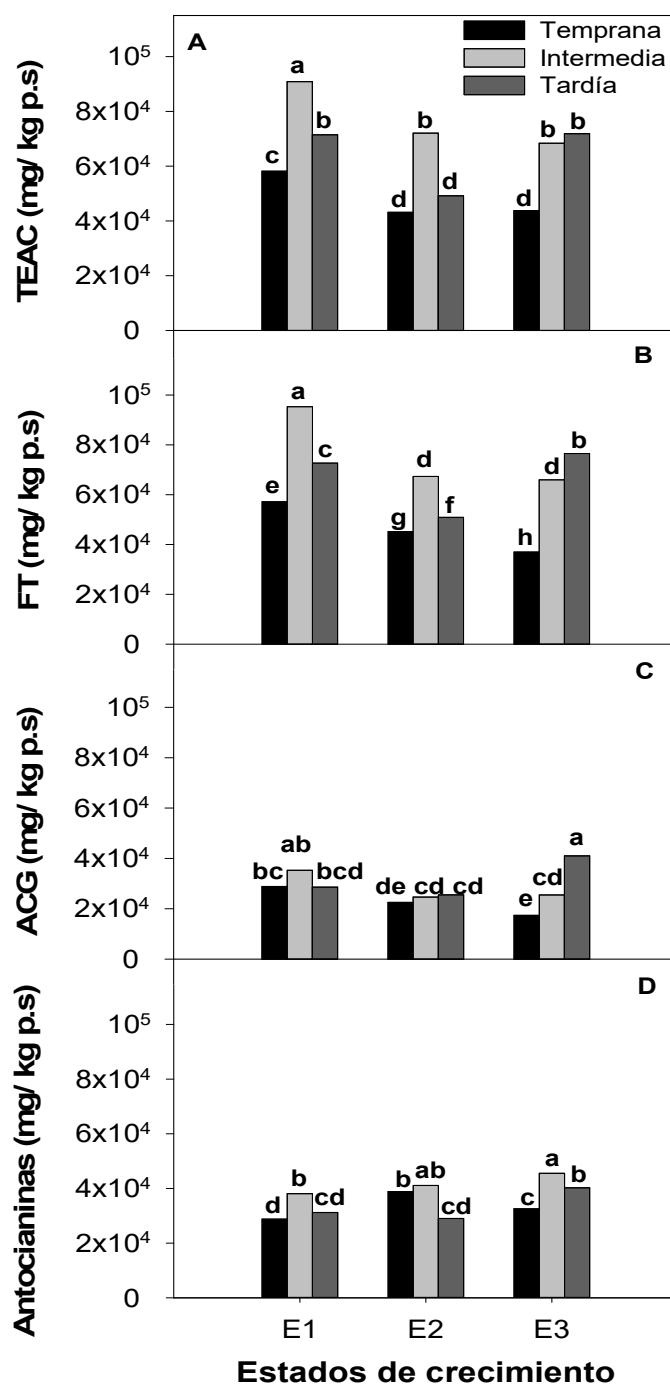 A
Temprana
Intermedia
Tardía
TEAC (mg/ kg p.s)
10⁵
8x10⁴
6x10⁴
4x10⁴
2x10⁴
0
c a b
d b d
d b b
B
FT (mg/ kg p.s)
10⁵
8x10⁴
6x10⁴
4x10⁴
2x10⁴
0
e a c
g d f
h d b
C
ACG (mg/ kg p.s)
10⁵
8x10⁴
6x10⁴
4x10⁴
2x10⁴
0
bc ab bcd
de cd cd
e cd a
D
Antocianinas (mg/ kg p.s)
10⁵
8x10⁴
6x10⁴
4x10⁴
2x10⁴
0
d b cd
b ab cd
c a b
E1 E2 E3
Estados de crecimiento